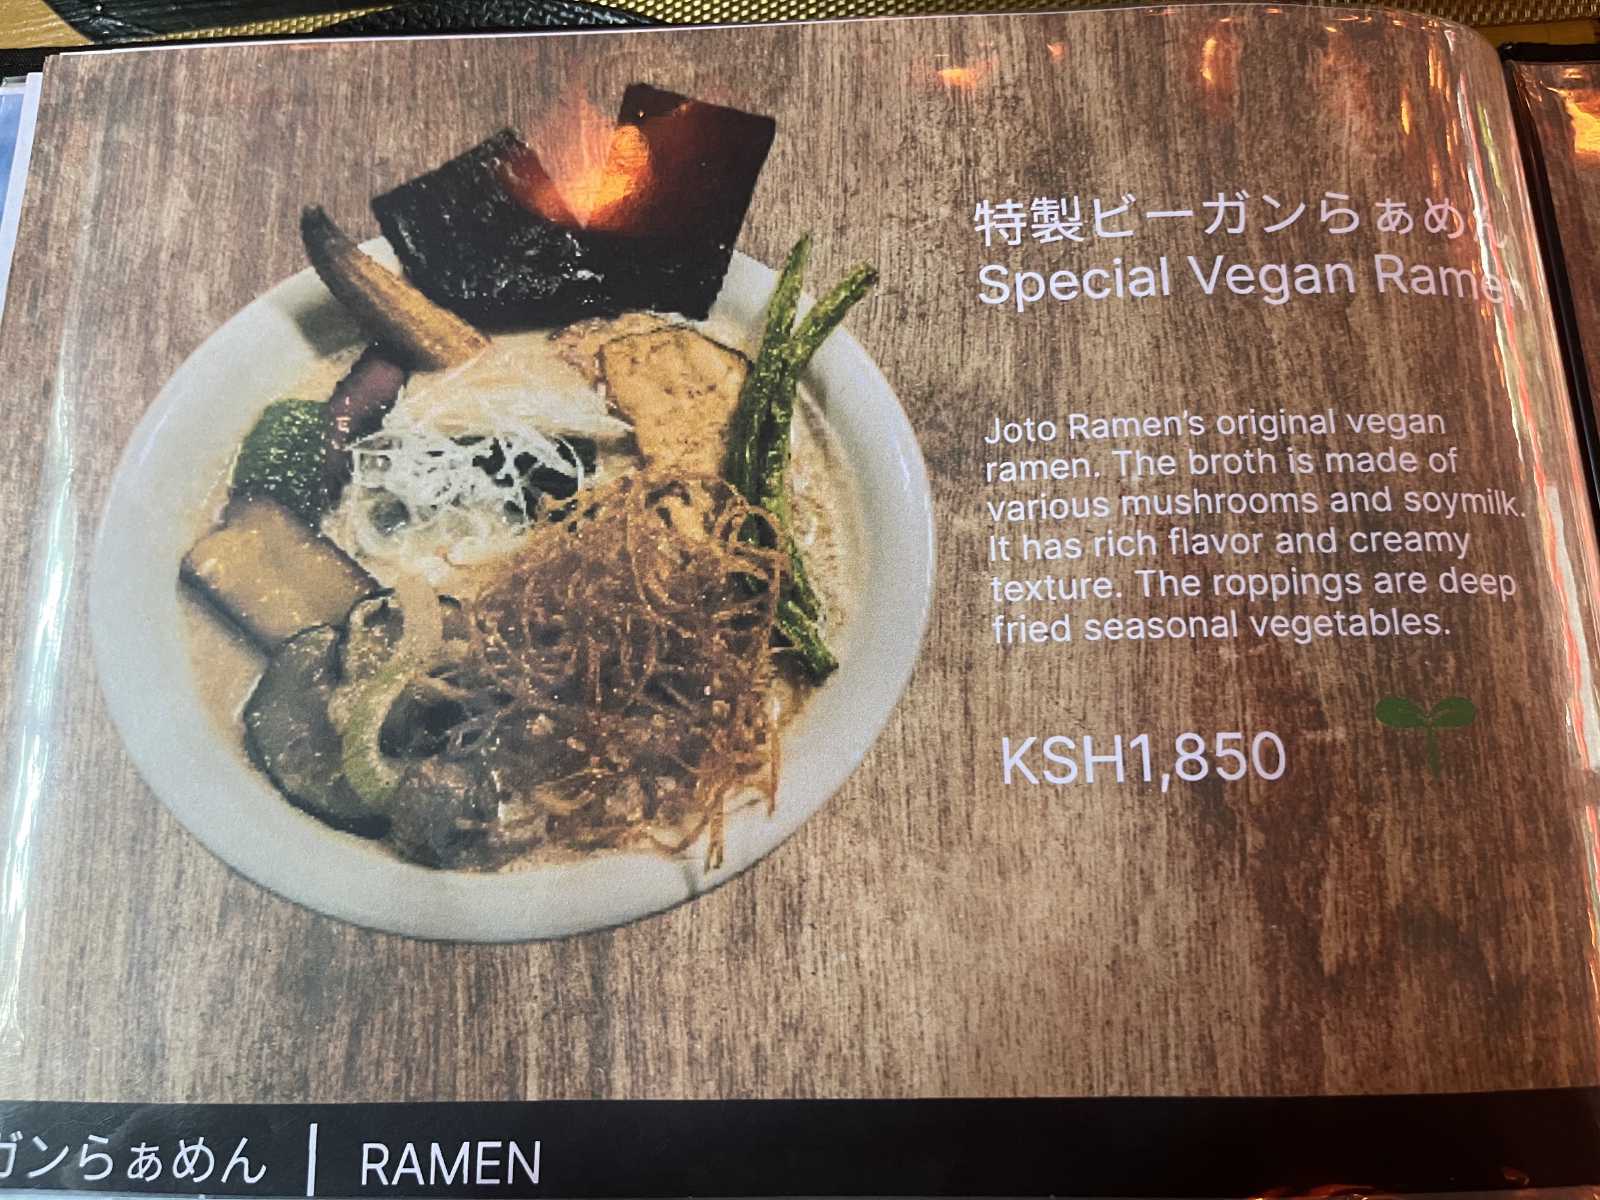 特製ビーガンらぁめん
Special Vegan Ramen
Joto Ramen's original vegan
ramen. The broth is made of
various mushrooms and soymilk.
It has rich flavor and creamy
texture. The roppings are deep
fried seasonal vegetables.
KSH1,850
ガンらぁめん | RAMEN